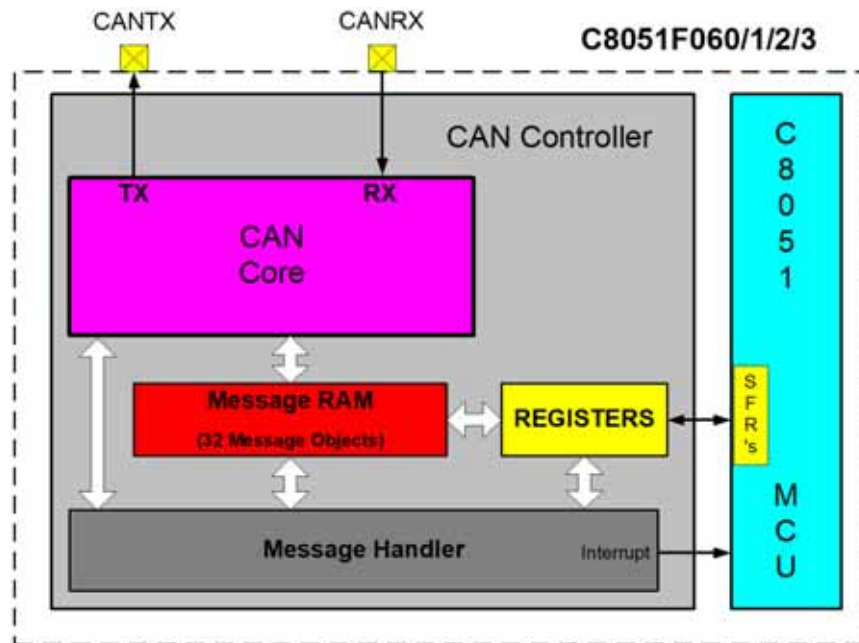 CANTX
CANRX
C8051F060/1/2/3
CAN Controller
TX
RX
CAN
Core
Message RAM
(32 Message Objects)
REGISTERS
Message Handler
Interrupt
C
8
0
5
1
S
F
R
's
M
C
U